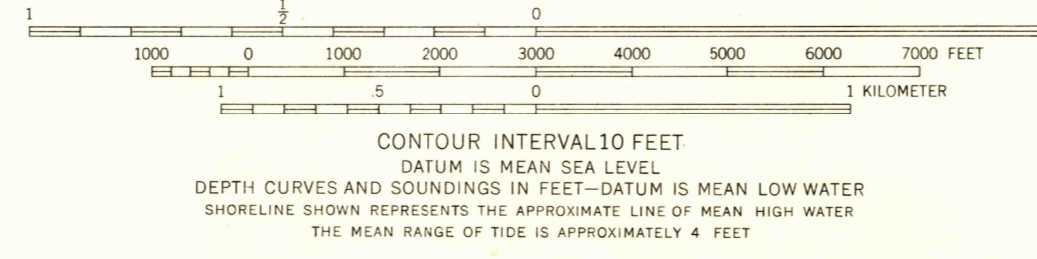 1 1/2 0
1000 0 1000 2000 3000 4000 5000 6000 7000 FEET
1 .5 0 1 KILOMETER
CONTOUR INTERVAL 10 FEET
DATUM IS MEAN SEA LEVEL
DEPTH CURVES AND SOUNDINGS IN FEET—DATUM IS MEAN LOW WATER
SHORELINE SHOWN REPRESENTS THE APPROXIMATE LINE OF MEAN HIGH WATER
THE MEAN RANGE OF TIDE IS APPROXIMATELY 4 FEET